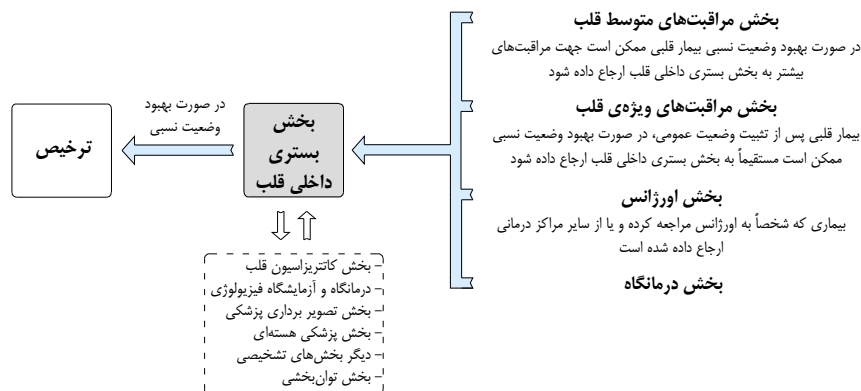 بخش مراقبت‌های متوسط قلب
در صورت بهبود وضعیت نسبی بیمار قلبی ممکن است جهت مراقبت‌های
بیشتر به بخش بستری داخلی قلب ارجاع داده شود
بخش مراقبت‌های ویژه‌ی قلب
بیمار قلبی پس از تثبیت وضعیت عمومی، در صورت بهبود وضعیت نسبی
ممکن است مستقیماً به بخش بستری داخلی قلب ارجاع داده شود
بخش اورژانس
بیماری که شخصاً به اورژانس مراجعه کرده و یا از سایر مراکز درمانی
ارجاع داده شده است
بخش درمانگاه
بخش
بستری
داخلی قلب
در صورت بهبود
وضعیت نسبی
ترخیص
- بخش کاتتریزاسیون قلب
- درمانگاه و آزمایشگاه فیزیولوژی
- بخش تصویر برداری پزشکی
- بخش پزشکی هسته‌ای
- دیگر بخش‌های تشخیصی
- بخش توان‌بخشی